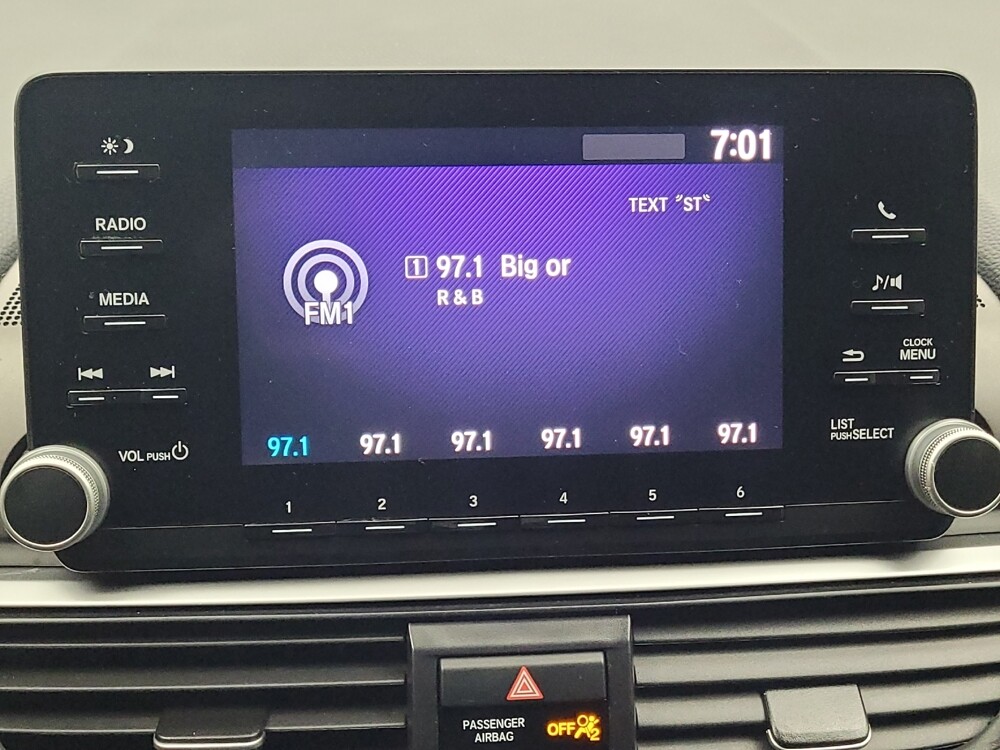 7:01
TEXT "ST"
1 97.1 Big or
R & B
FM1
97.1 97.1 97.1 97.1 97.1 97.1
RADIO
MEDIA
VOL PUSH
CLOCK
MENU
LIST
PUSH SELECT
1 2 3 4 5 6
PASSENGER
AIRBAG
OFF 2